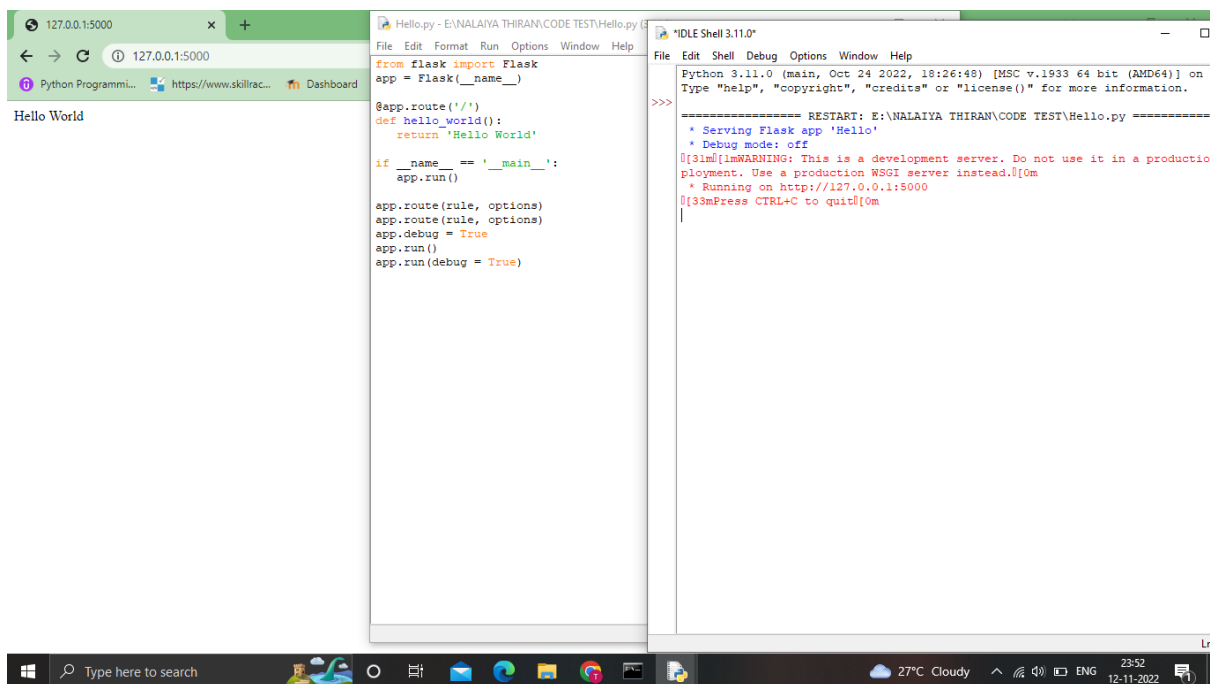 127.0.0.1:5000
127.0.0.1:5000
Python Programmi...
https://www.skillrac...
Dashboard
Hello World
Hello.py - E:\NALAIYA THIRAN\CODE TEST\Hello.py (3
File Edit Format Run Options Window Help
from flask import Flask
app = Flask(__name__)
@app.route('/')
def hello_world():
return 'Hello World'
if __name__ == '__main__':
app.run()
app.route(rule, options)
app.route(rule, options)
app.debug = True
app.run()
app.run(debug = True)
*IDLE Shell 3.11.0*
File Edit Shell Debug Options Window Help
Python 3.11.0 (main, Oct 24 2022, 18:26:48) [MSC v.1933 64 bit (AMD64)] on
Type "help", "copyright", "credits" or "license()" for more information.
>>>
================= RESTART: E:\NALAIYA THIRAN\CODE TEST\Hello.py ===========
* Serving Flask app 'Hello'
* Debug mode: off
[31m[1mWARNING: This is a development server. Do not use it in a productio
ployment. Use a production WSGI server instead.[0m
* Running on http://127.0.0.1:5000
[33mPress CTRL+C to quit[0m
Ln
Type here to search
27°C Cloudy
ENG
23:52
12-11-2022
1